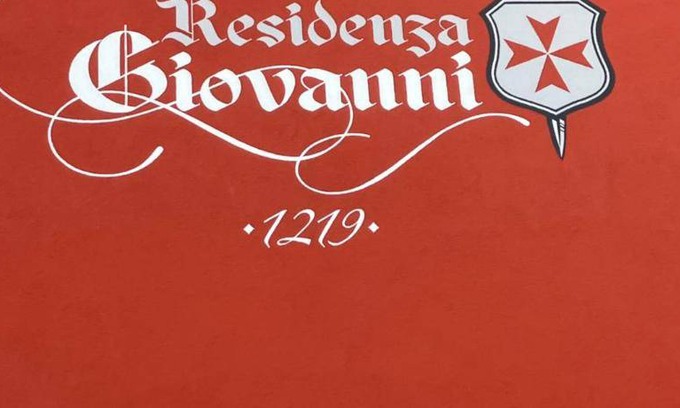 Residenza
Giovanni
·1219·